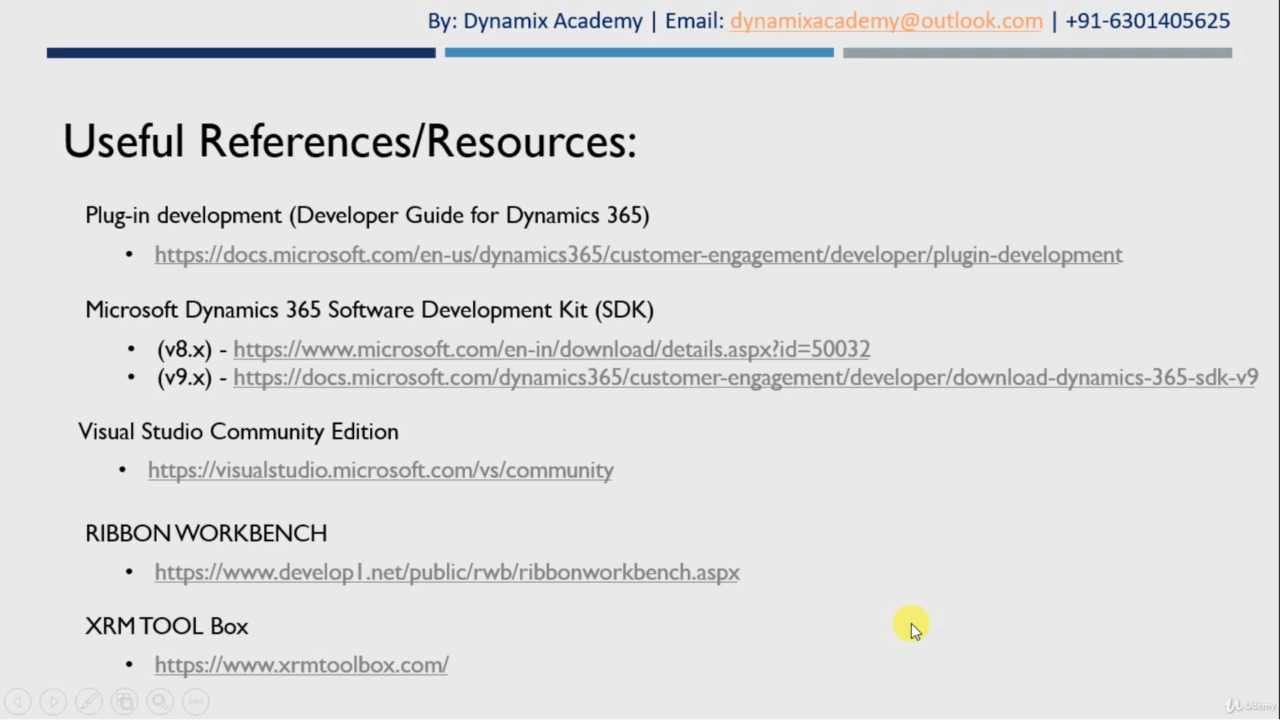 By: Dynamix Academy | Email: dynamixacademy@outlook.com | +91-6301405625
Useful References/Resources:
Plug-in development (Developer Guide for Dynamics 365)
• https://docs.microsoft.com/en-us/dynamics365/customer-engagement/developer/plugin-development
Microsoft Dynamics 365 Software Development Kit (SDK)
• (v8.x) - https://www.microsoft.com/en-in/download/details.aspx?id=50032
• (v9.x) - https://docs.microsoft.com/dynamics365/customer-engagement/developer/download-dynamics-365-sdk-v9
Visual Studio Community Edition
• https://visualstudio.microsoft.com/vs/community
RIBBON WORKBENCH
• https://www.develop1.net/public/rwb/ribbonworkbench.aspx
XRM TOOL Box
• https://www.xrmtoolbox.com/
Udemy